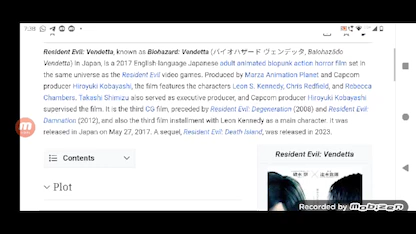 7:38
Resident Evil: Vendetta, known as Biohazard: Vendetta (バイオハザード ヴェンデッタ, Baiohazādo
Vendetta) in Japan, is a 2017 English-language Japanese adult animated biopunk action horror film set in
the same universe as the Resident Evil video games. Produced by Marza Animation Planet and Capcom
producer Hiroyuki Kobayashi, the film features the characters Leon S. Kennedy, Chris Redfield, and Rebecca
Chambers. Takashi Shimizu also served as executive producer, and Capcom producer Hiroyuki Kobayashi
supervised the film. It is the third CG film, preceded by Resident Evil: Degeneration (2008) and Resident Evil:
Damnation (2012), and also the third film installment with Leon Kennedy as a main character. It was
released in Japan on May 27, 2017. A sequel, Resident Evil: Death Island, was released in 2023.
Contents
Resident Evil: Vendetta
Plot
Recorded by Mobizen